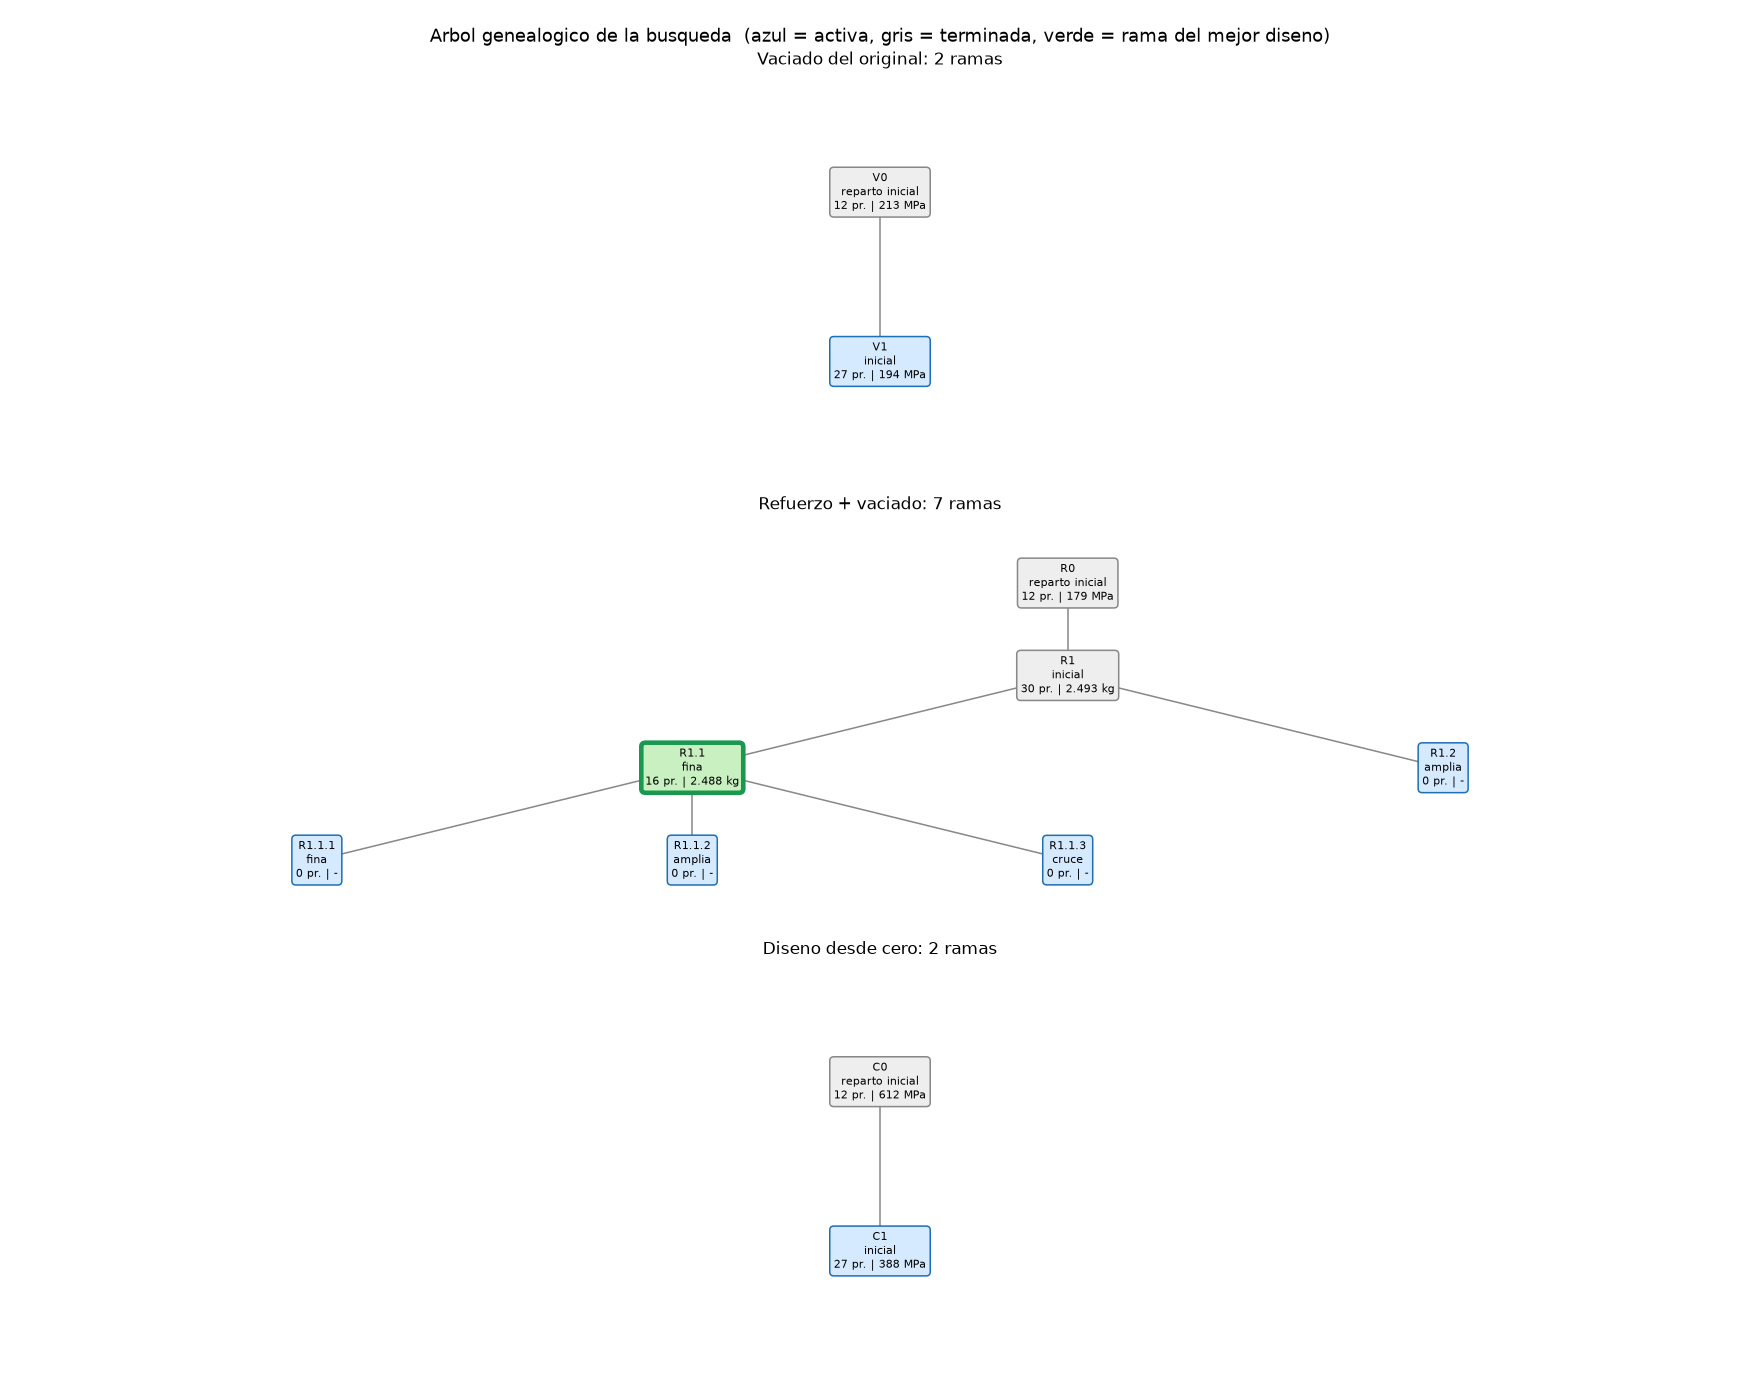 Arbol genealogico de la busqueda  (azul = activa, gris = terminada, verde = rama del mejor diseno)
Vaciado del original: 2 ramas
V0
reparto inicial
12 pr. | 213 MPa
V1
inicial
27 pr. | 194 MPa
Refuerzo + vaciado: 7 ramas
R0
reparto inicial
12 pr. | 179 MPa
R1
inicial
30 pr. | 2.493 kg
R1.1
fina
16 pr. | 2.488 kg
R1.2
amplia
0 pr. | -
R1.1.1
fina
0 pr. | -
R1.1.2
amplia
0 pr. | -
R1.1.3
cruce
0 pr. | -
Diseno desde cero: 2 ramas
C0
reparto inicial
12 pr. | 612 MPa
C1
inicial
27 pr. | 388 MPa